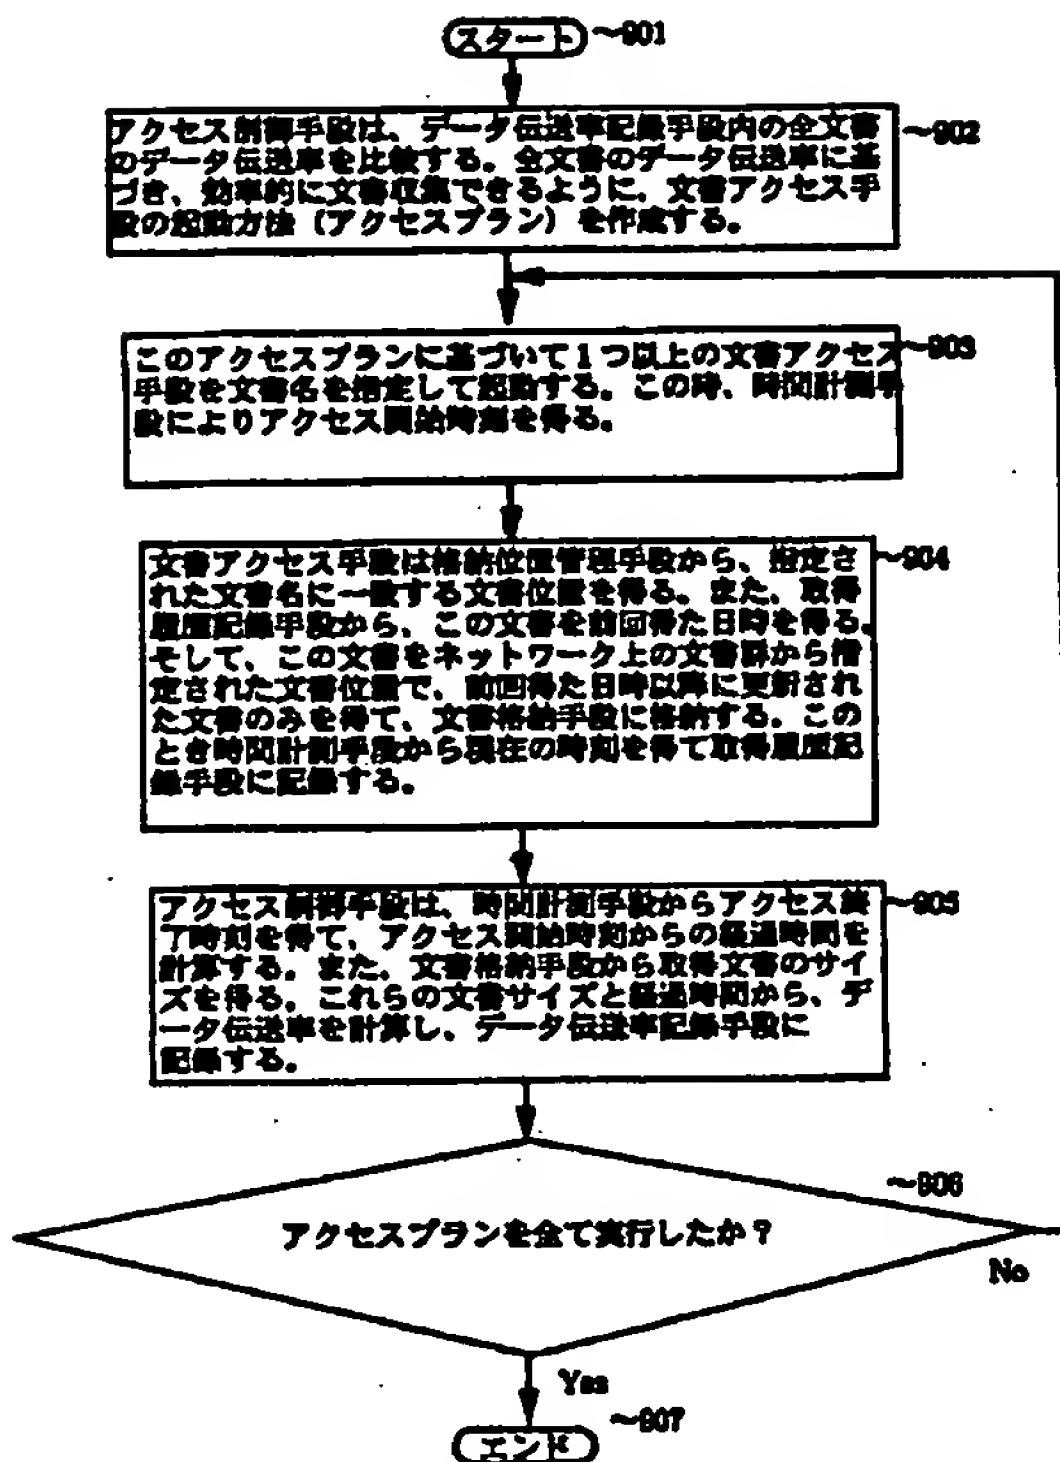 スタート ~901
アクセス制御手段は、データ伝送率記録手段内の全文書 ~902
のデータ伝送率を比較する。全文書のデータ伝送率に基
づき、効率的に文書収集できるように、文書アクセス手
段の起動方法（アクセスプラン）を作成する。
このアクセスプランに基づいて1つ以上の文書アクセス ~903
手段を文書名を指定して起動する。この時、時間計測手
段によりアクセス開始時刻を得る。
文書アクセス手段は格納位置管理手段から、指定さ ~904
れた文書名に一致する文書位置を得る。また、取得
履歴記録手段から、この文書を前回得た日時を得る。
そして、この文書をネットワーク上の文書群から指
定された文書位置で、前回得た日時以降に更新され
た文書のみを得て、文書格納手段に格納する。この
とき時間計測手段から現在の時刻を得て取得履歴記
録手段に記録する。
アクセス制御手段は、時間計測手段からアクセス終 ~905
了時刻を得て、アクセス開始時刻からの経過時間を
計算する。また、文書格納手段から取得文書のサイ
ズを得る。これらの文書サイズと経過時間から、デ
ータ伝送率を計算し、データ伝送率記録手段に
記録する。
~906
アクセスプランを全て実行したか？
No
Yes
~907
エンド